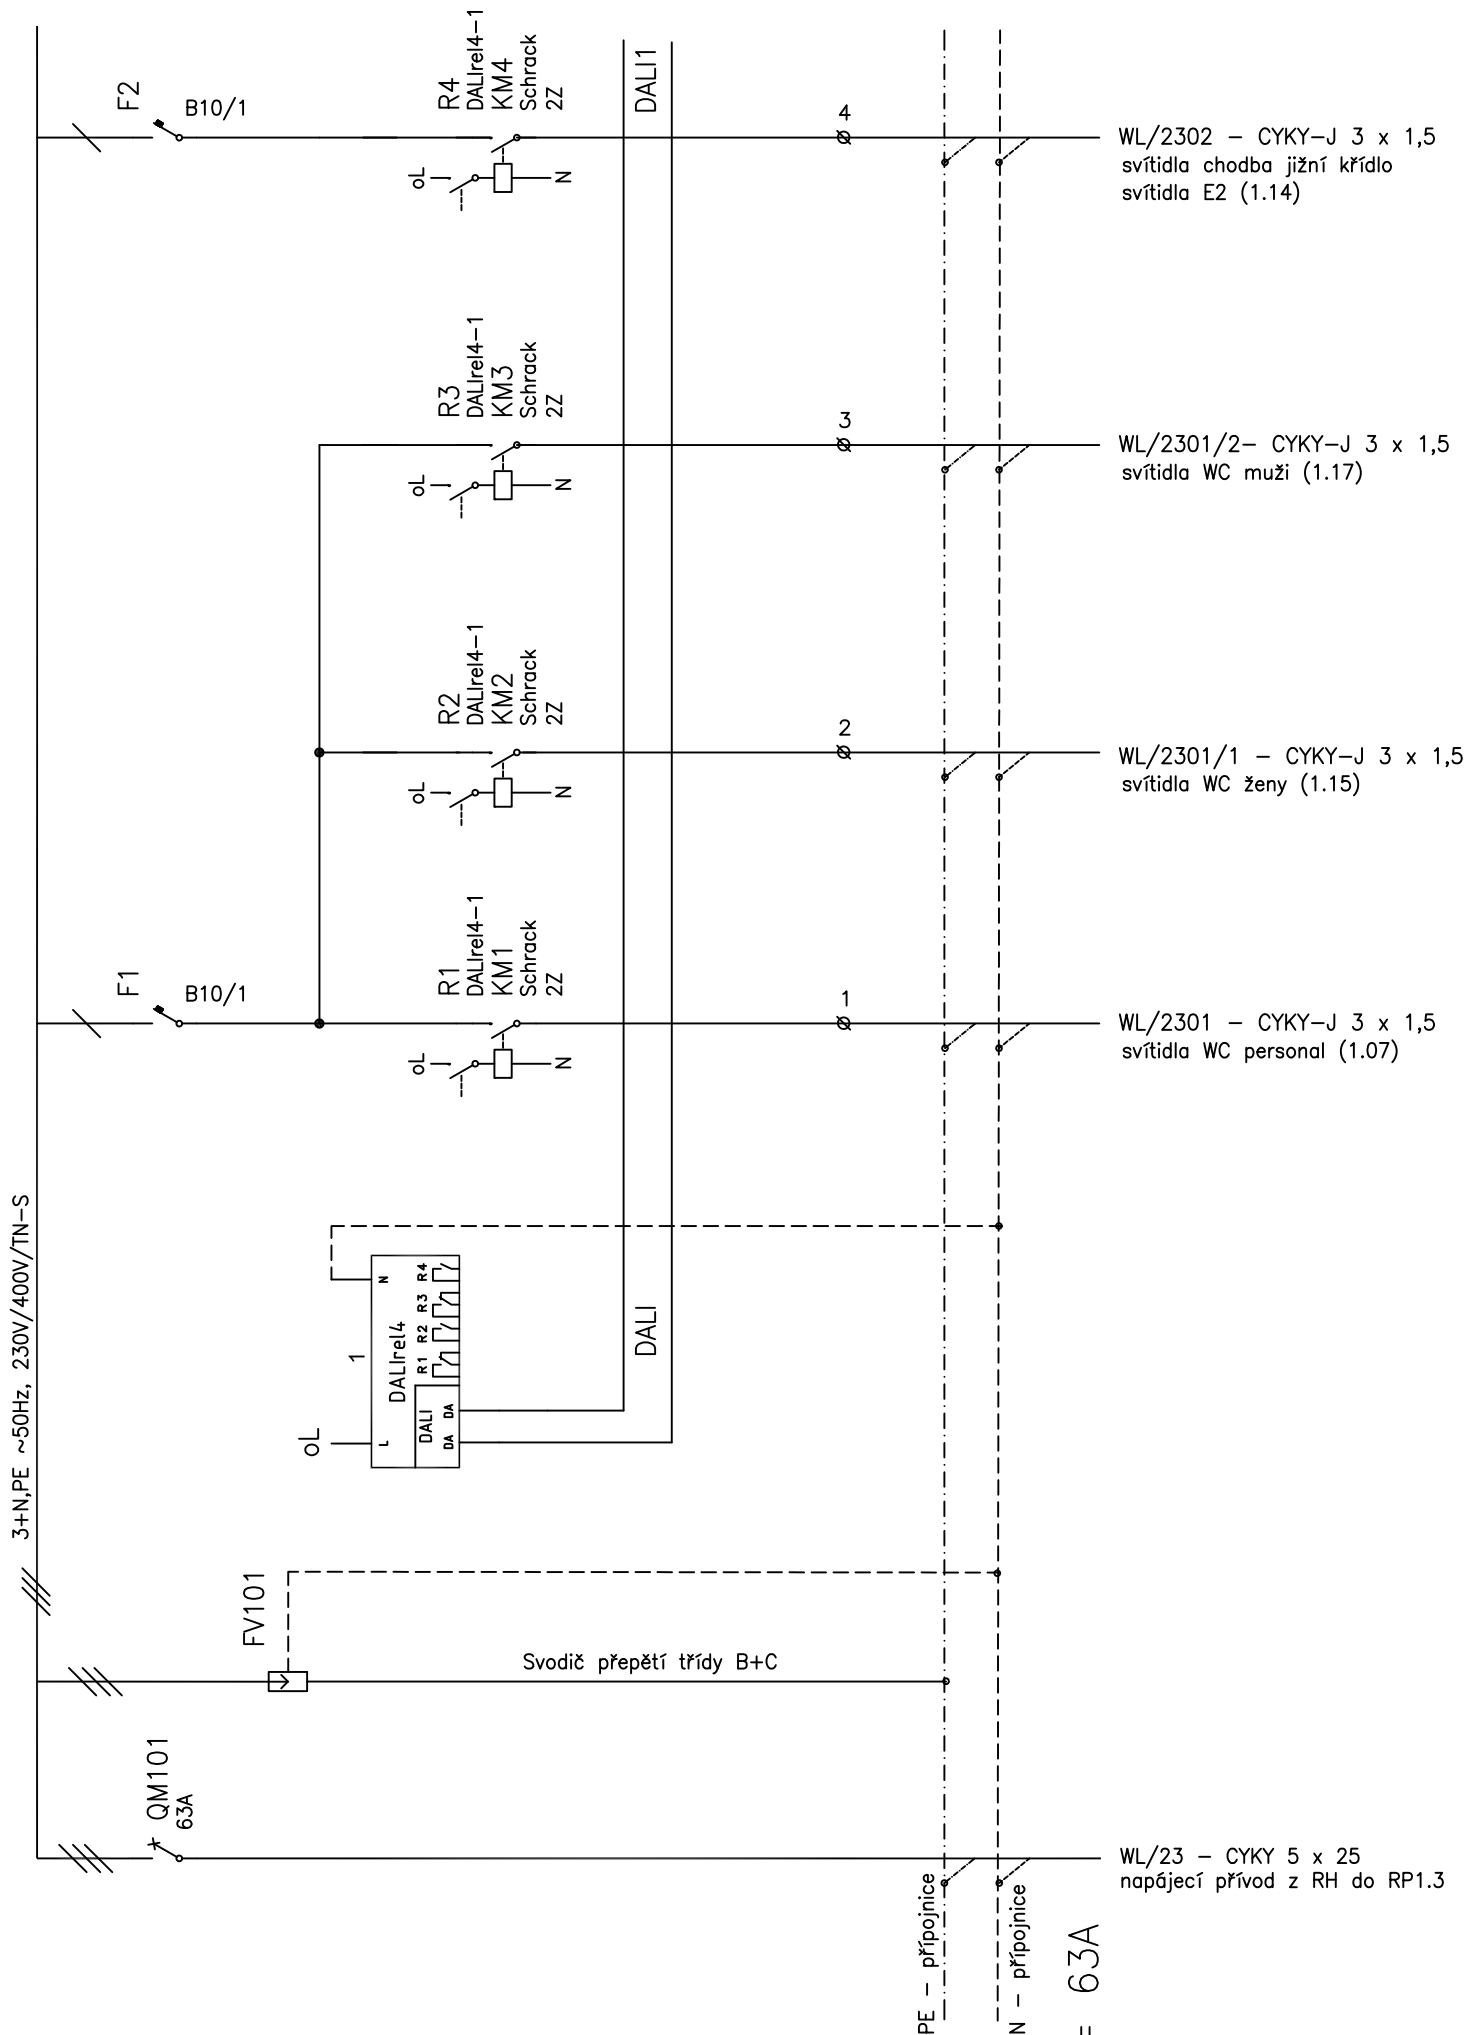 F2
B10/1
R4
DALIrel4-1
KM4
Schrack
2Z
oL
N
DALI1
4
WL/2302 - CYKY-J 3 x 1,5
svítidla chodba jižní křídlo
svítidla E2 (1.14)
R3
DALIrel4-1
KM3
Schrack
2Z
oL
N
3
WL/2301/2- CYKY-J 3 x 1,5
svítidla WC muži (1.17)
R2
DALIrel4-1
KM2
Schrack
2Z
oL
N
2
WL/2301/1 - CYKY-J 3 x 1,5
svítidla WC ženy (1.15)
F1
B10/1
R1
DALIrel4-1
KM1
Schrack
2Z
oL
N
1
WL/2301 - CYKY-J 3 x 1,5
svítidla WC personal (1.07)
3+N,PE ~50Hz, 230V/400V/TN-S
1
DALIrel4
oL
L
N
DALI
DA
DA
R1
R2
R3
R4
DALI
FV101
Svodič přepětí třídy B+C
QM101
63A
WL/23 - CYKY 5 x 25
napájecí přívod z RH do RP1.3
PE - přípojnice
N - přípojnice
= 63A